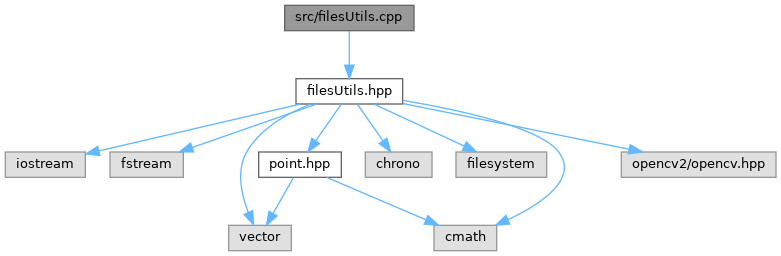 src/filesUtils.cpp
filesUtils.hpp
iostream
fstream
point.hpp
chrono
filesystem
opencv2/opencv.hpp
vector
cmath